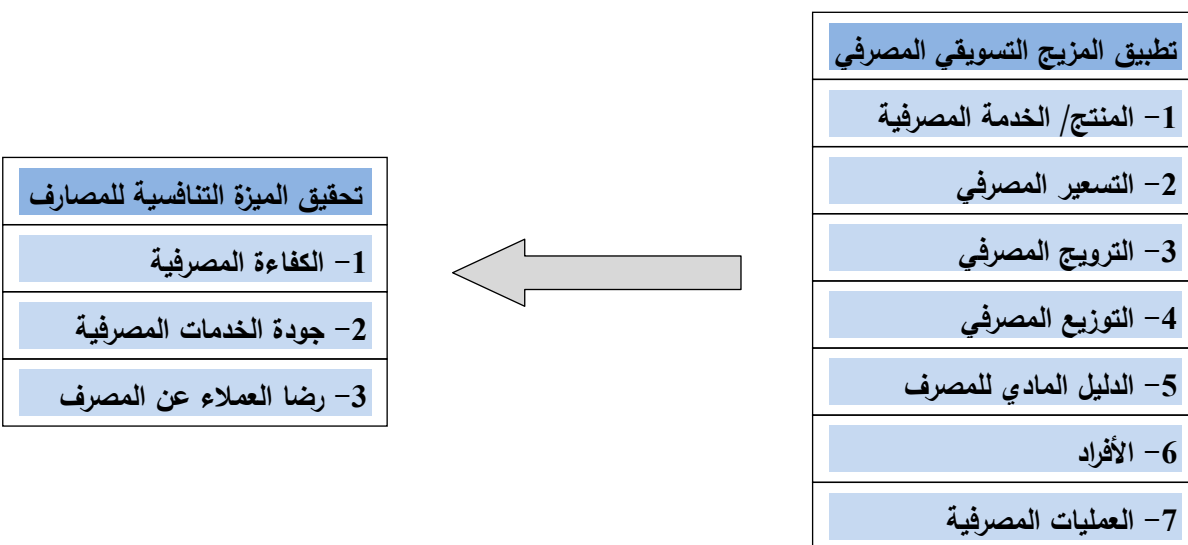 تطبيق المزيج التسويقي المصرفي
1- المنتج/ الخدمة المصرفية
2- التسعير المصرفي
3- الترويج المصرفي
4- التوزيع المصرفي
5- الدليل المادي للمصرف
6- الأفراد
7- العمليات المصرفية
تحقيق الميزة التنافسية للمصارف
1- الكفاءة المصرفية
2- جودة الخدمات المصرفية
3- رضا العملاء عن المصرف